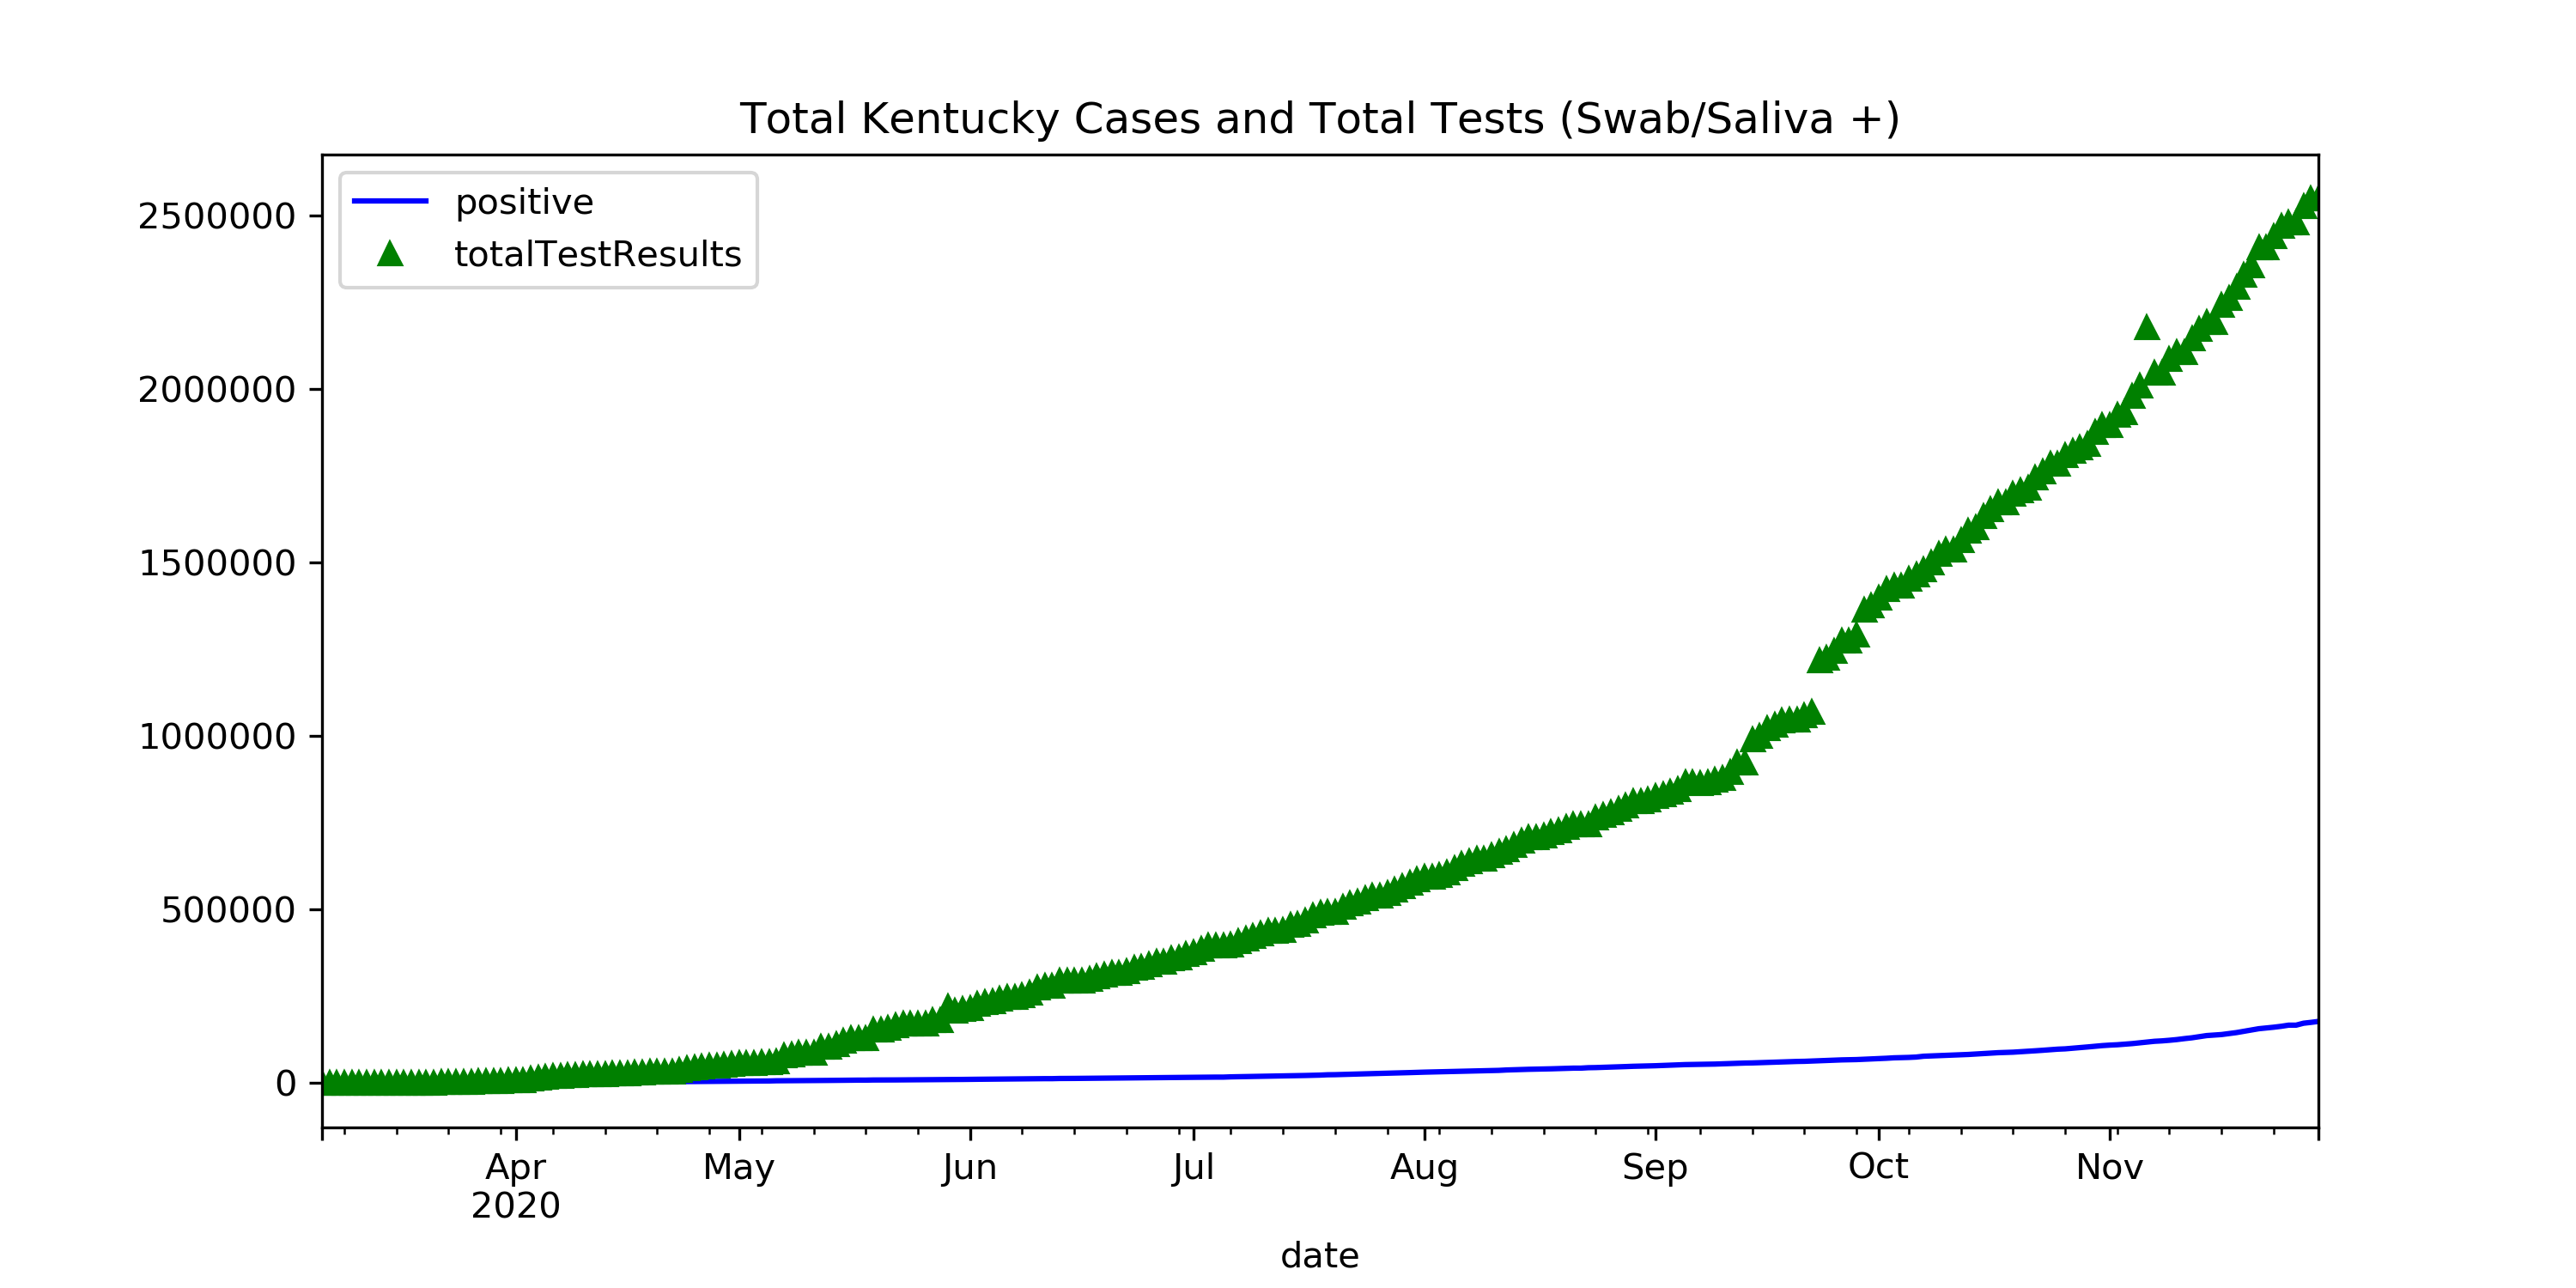 Total Kentucky Cases and Total Tests (Swab/Saliva +)
positive
totalTestResults
2500000
2000000
1500000
1000000
500000
0
Apr May Jun Jul Aug Sep Oct Nov
2020
date